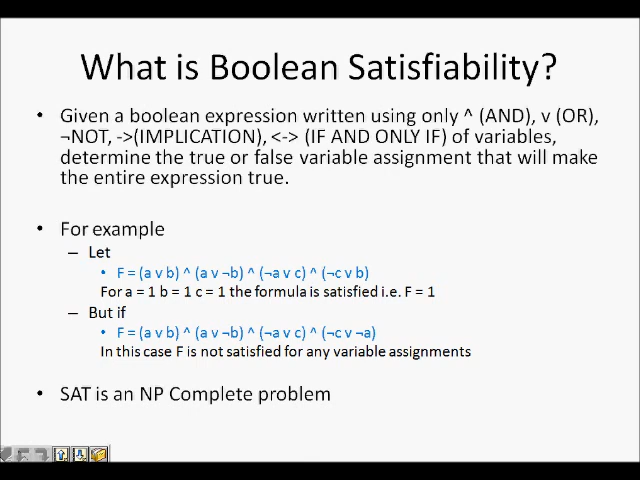 What is Boolean Satisfiability?
• Given a boolean expression written using only ^ (AND), v (OR),
¬NOT, ->(IMPLICATION), <-> (IF AND ONLY IF) of variables,
determine the true or false variable assignment that will make
the entire expression true.
• For example
– Let
• F = (a v b) ^ (a v ¬b) ^ (¬a v c) ^ (¬c v b)
For a = 1 b = 1 c = 1 the formula is satisfied i.e. F = 1
– But if
• F = (a v b) ^ (a v ¬b) ^ (¬a v c) ^ (¬c v ¬a)
In this case F is not satisfied for any variable assignments
• SAT is an NP Complete problem